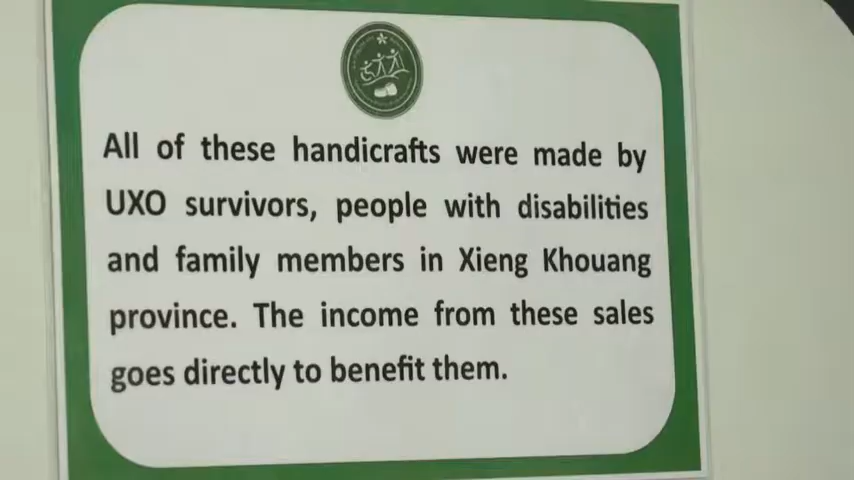 All of these handicrafts were made by
UXO survivors, people with disabilities
and family members in Xieng Khouang
province. The income from these sales
goes directly to benefit them.